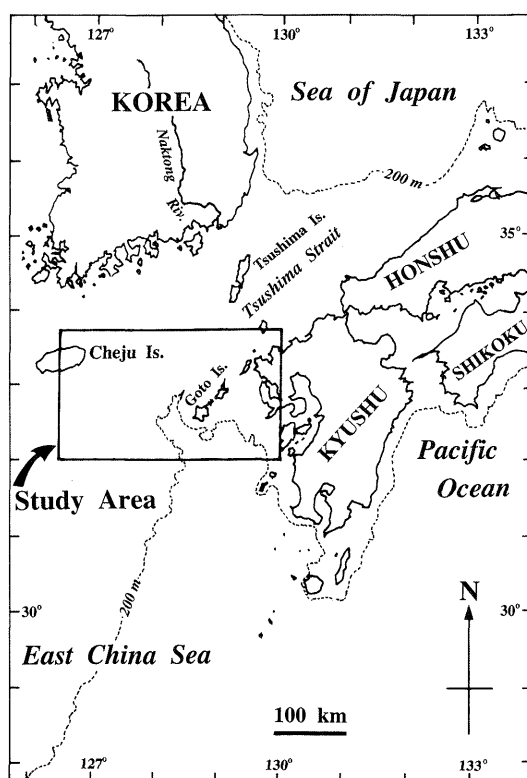 127° 130° 133°
KOREA
Sea of Japan
Naktong Riv.
200 m
Tsushima Is.
Tsushima Strait
35°
HONSHU
Cheju Is.
Goto Is.
SHIKOKU
KYUSHU
Pacific
Ocean
Study Area
200 m
N
30° 30°
East China Sea
100 km
127° 130° 133°